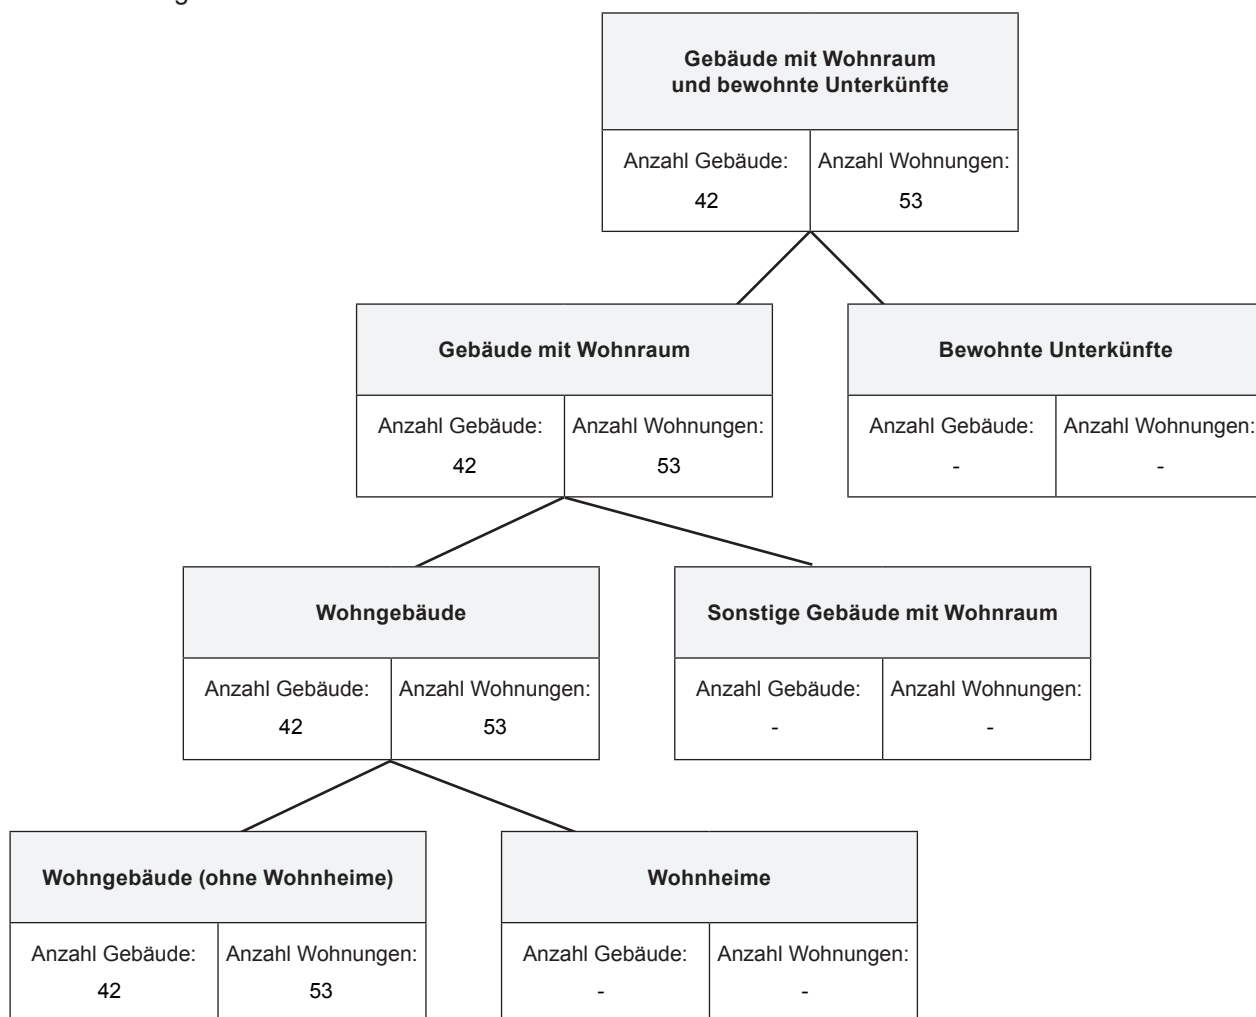 Gebäude mit Wohnraum
und bewohnte Unterkünfte
Anzahl Gebäude: Anzahl Wohnungen:
42 53
Gebäude mit Wohnraum Bewohnte Unterkünfte
Anzahl Gebäude: Anzahl Wohnungen: Anzahl Gebäude: Anzahl Wohnungen:
42 53 - -
Wohngebäude Sonstige Gebäude mit Wohnraum
Anzahl Gebäude: Anzahl Wohnungen: Anzahl Gebäude: Anzahl Wohnungen:
42 53 - -
Wohngebäude (ohne Wohnheime) Wohnheime
Anzahl Gebäude: Anzahl Wohnungen: Anzahl Gebäude: Anzahl Wohnungen:
42 53 - -